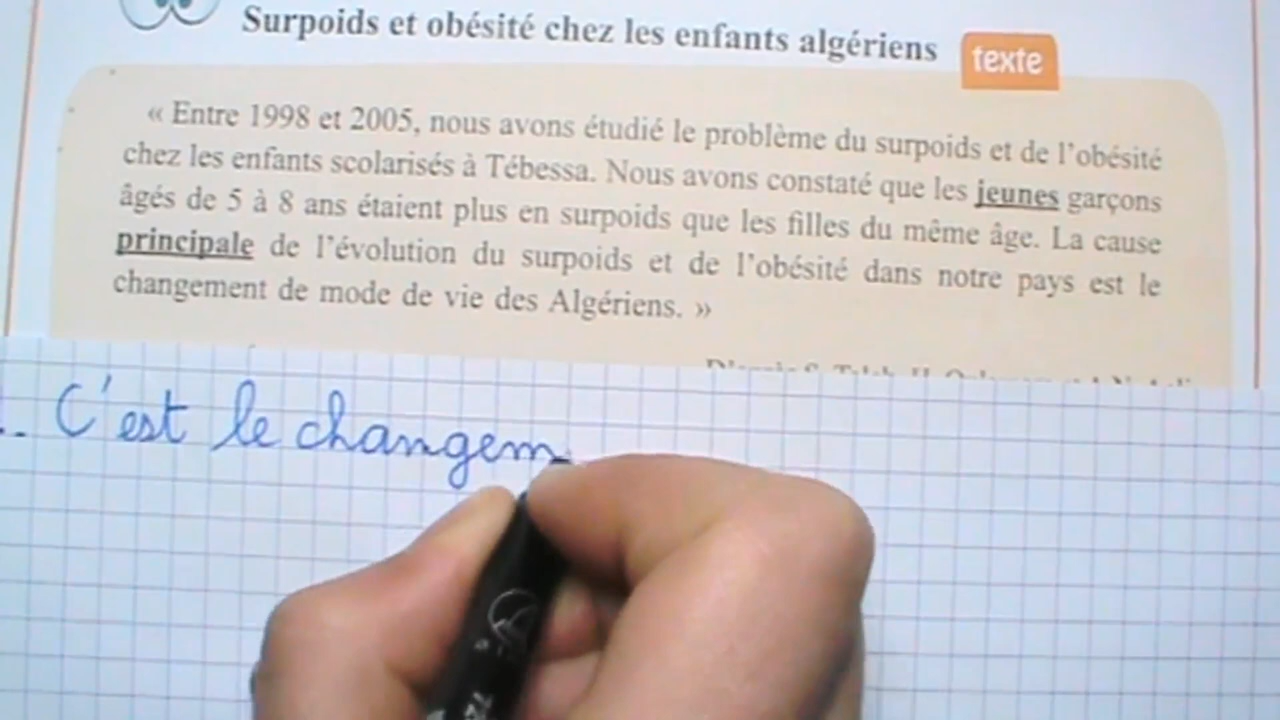 Surpoids et obésité chez les enfants algériens texte
« Entre 1998 et 2005, nous avons étudié le problème du surpoids et de l'obésité
chez les enfants scolarisés à Tébessa. Nous avons constaté que les jeunes garçons
âgés de 5 à 8 ans étaient plus en surpoids que les filles du même âge. La cause
principale de l'évolution du surpoids et de l'obésité dans notre pays est le
changement de mode de vie des Algériens. »
C'est le changem